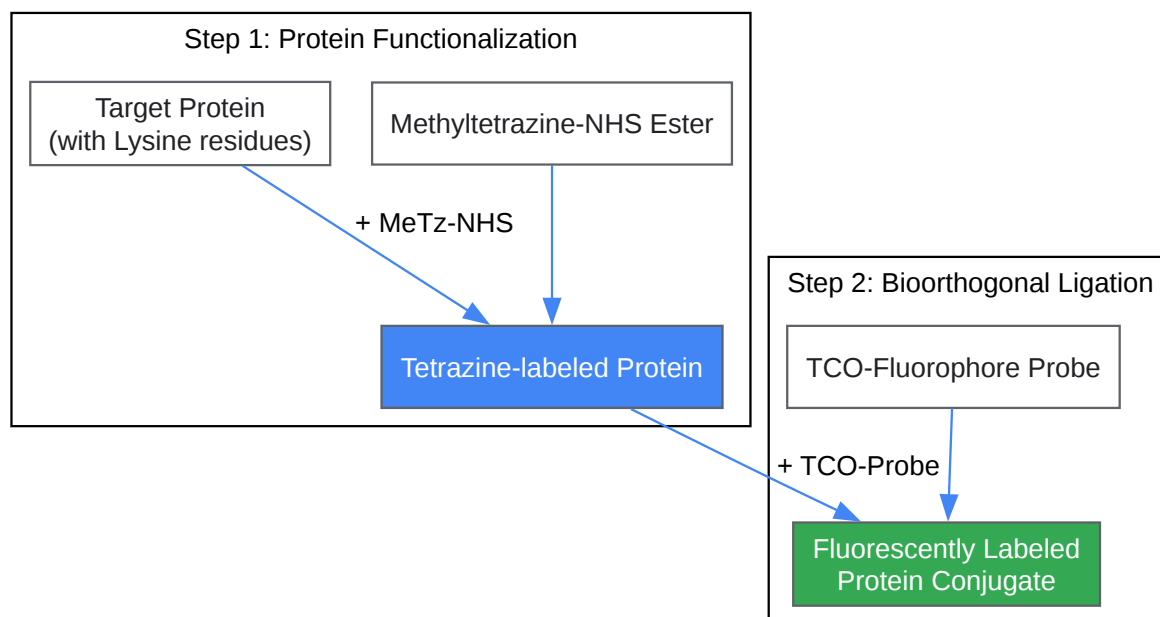 Step 1: Protein Functionalization
Target Protein
(with Lysine residues)
Methyltetrazine-NHS Ester
+ MeTz-NHS
Tetrazine-labeled Protein
Step 2: Bioorthogonal Ligation
TCO-Fluorophore Probe
+ TCO-Probe
Fluorescently Labeled
Protein Conjugate